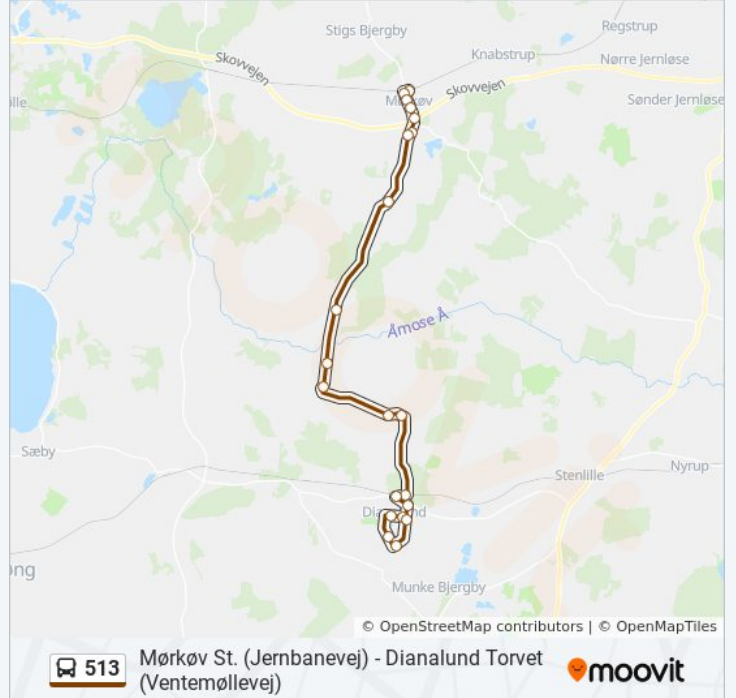 Stigs Bjergby
Regstrup
Knabstrup
Skovvejen
Nørre Jernløse
Skovvejen
Sønder Jernløse
Åmose Å
Sæby
Stenlille
Nyrup
Munke Bjergby
© OpenStreetMap contributors | © OpenMapTiles
513
Mørkøv St. (Jernbanevej) - Dianalund Torvet
(Ventemøllevej)
moovit